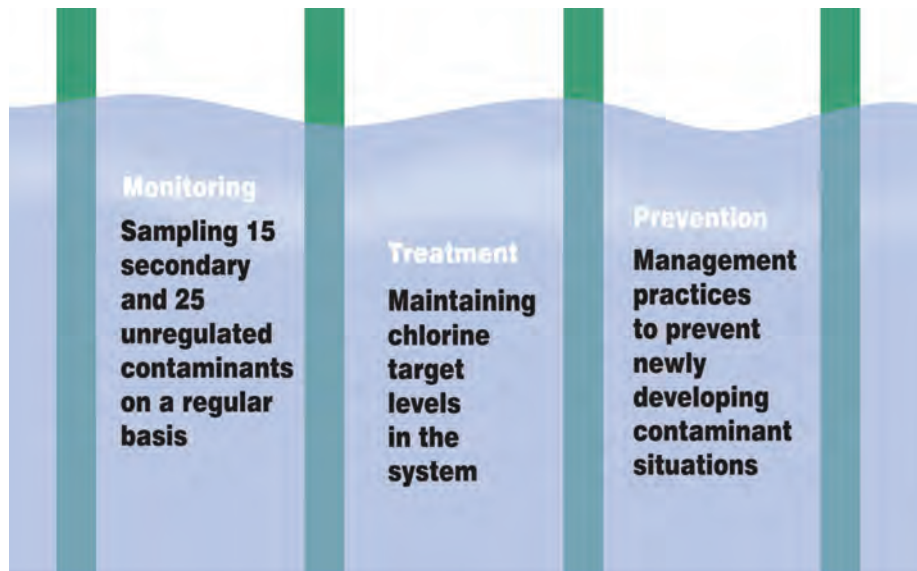 Monitoring
Sampling 15
secondary
and 25
unregulated
contaminants
on a regular
basis
Treatment
Maintaining
chlorine
target
levels
in the
system
Prevention
Management
practices
to prevent
newly
developing
contaminant
situations